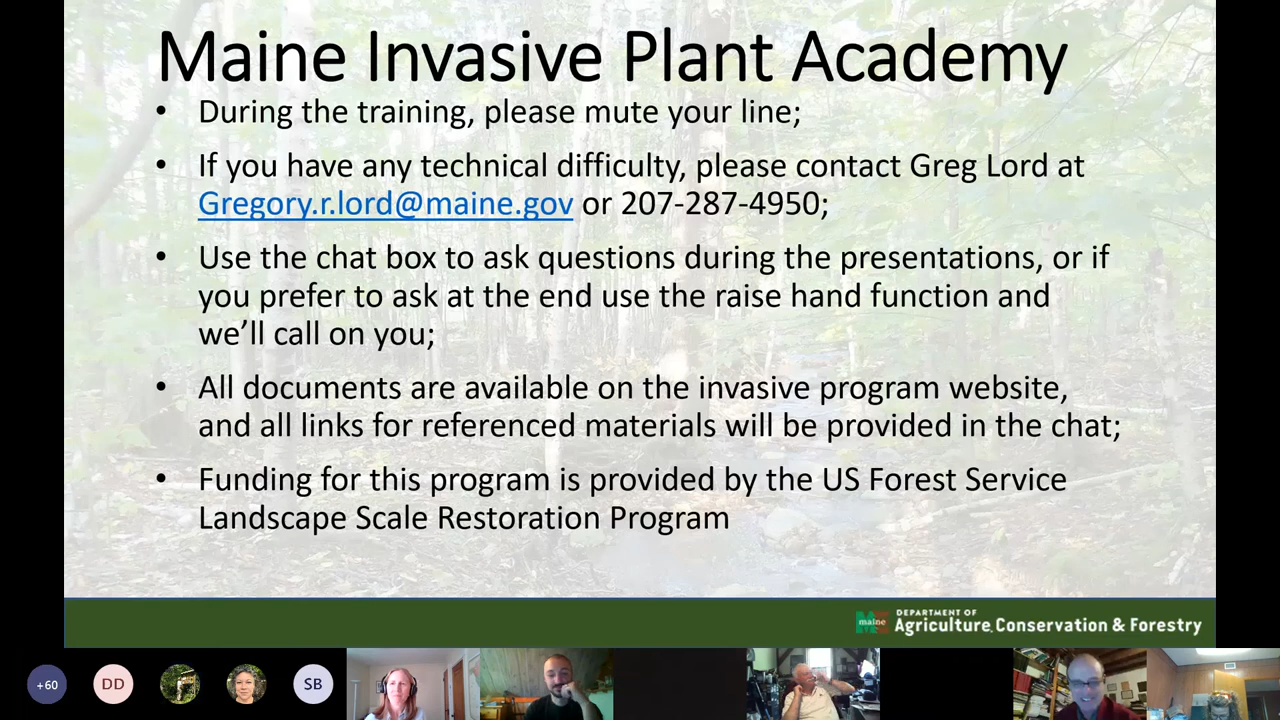 Maine Invasive Plant Academy
• During the training, please mute your line;
• If you have any technical difficulty, please contact Greg Lord at
Gregory.r.lord@maine.gov or 207-287-4950;
• Use the chat box to ask questions during the presentations, or if
you prefer to ask at the end use the raise hand function and
we’ll call on you;
• All documents are available on the invasive program website,
and all links for referenced materials will be provided in the chat;
• Funding for this program is provided by the US Forest Service
Landscape Scale Restoration Program
maine
DEPARTMENT OF
Agriculture, Conservation & Forestry
+60
DD
SB